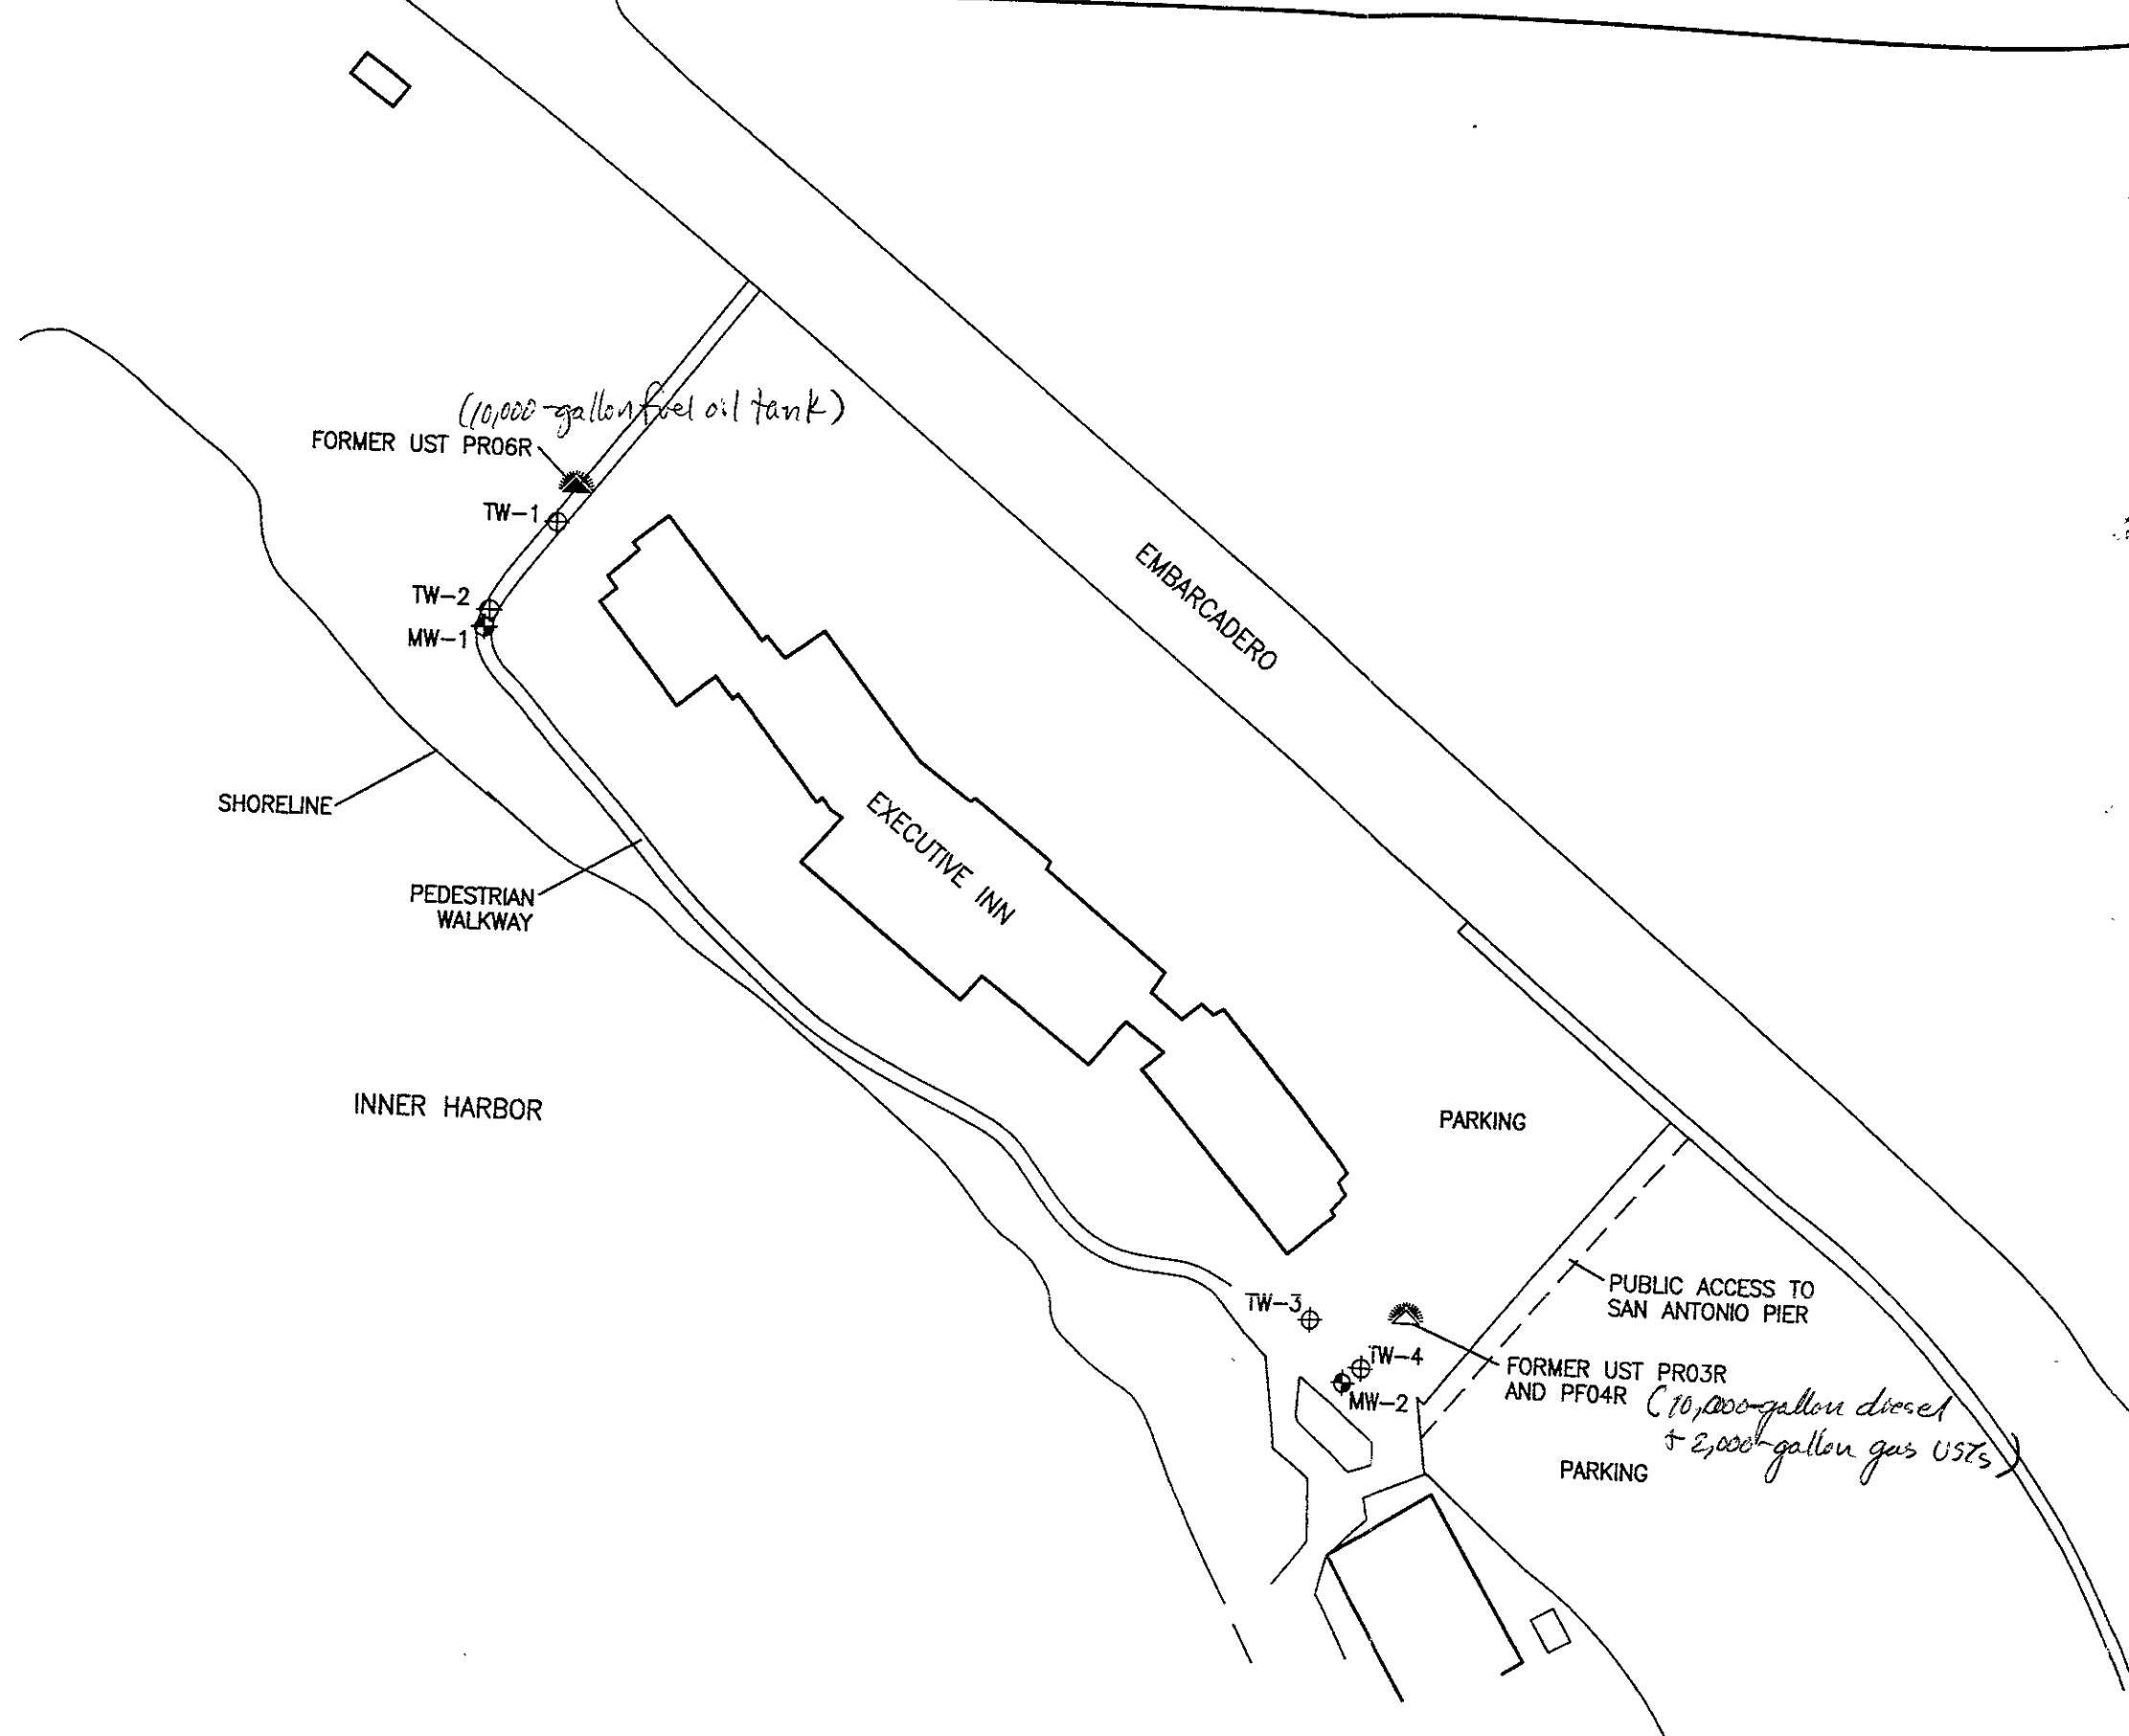 (10,000-gallon fuel oil tank)
FORMER UST PR06R
TW-1
TW-2
MW-1
EMBARCADERO
SHORELINE
EXECUTIVE INN
PEDESTRIAN
WALKWAY
INNER HARBOR
PARKING
PUBLIC ACCESS TO
SAN ANTONIO PIER
TW-3
TW-4
MW-2
FORMER UST PR03R
AND PF04R (10,000-gallon diesel
+ 2,000-gallon gas USTs)
PARKING